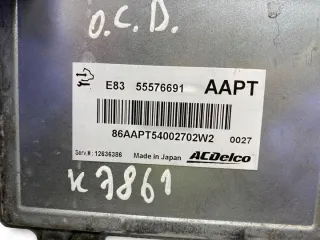 O.C.D.
E83 55576691 AAPT
86AAPT54002702W2 0027
Serv.#: 12636386 Made in Japan ACDelco
K7861